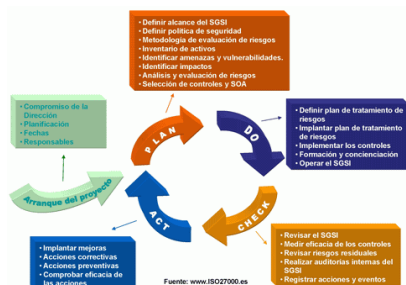 • Definir alcance del SGSI
• Definir política de seguridad
• Metodología de evaluación de riesgos
• Inventario de activos
• Identificar amenazas y vulnerabilidades.
• Identificar impactos
• Análisis y evaluación de riesgos
• Selección de controles y SOA
• Compromiso de la
Dirección
• Planificación
• Fechas
• Responsables
PLAN
DO
• Definir plan de tratamiento de
riesgos
• Implantar plan de tratamiento
de riesgos
• Implementar los controles
• Formación y concienciación
• Operar el SGSI
Arranque del proyecto
ACT
CHECK
• Implantar mejoras
• Acciones correctivas
• Acciones preventivas
• Comprobar eficacia de
las acciones
• Revisar el SGSI
• Medir eficacia de los controles
• Revisar riesgos residuales
• Realizar auditorías internas del
SGSI
• Registrar acciones y eventos
Fuente: www.ISO27000.es